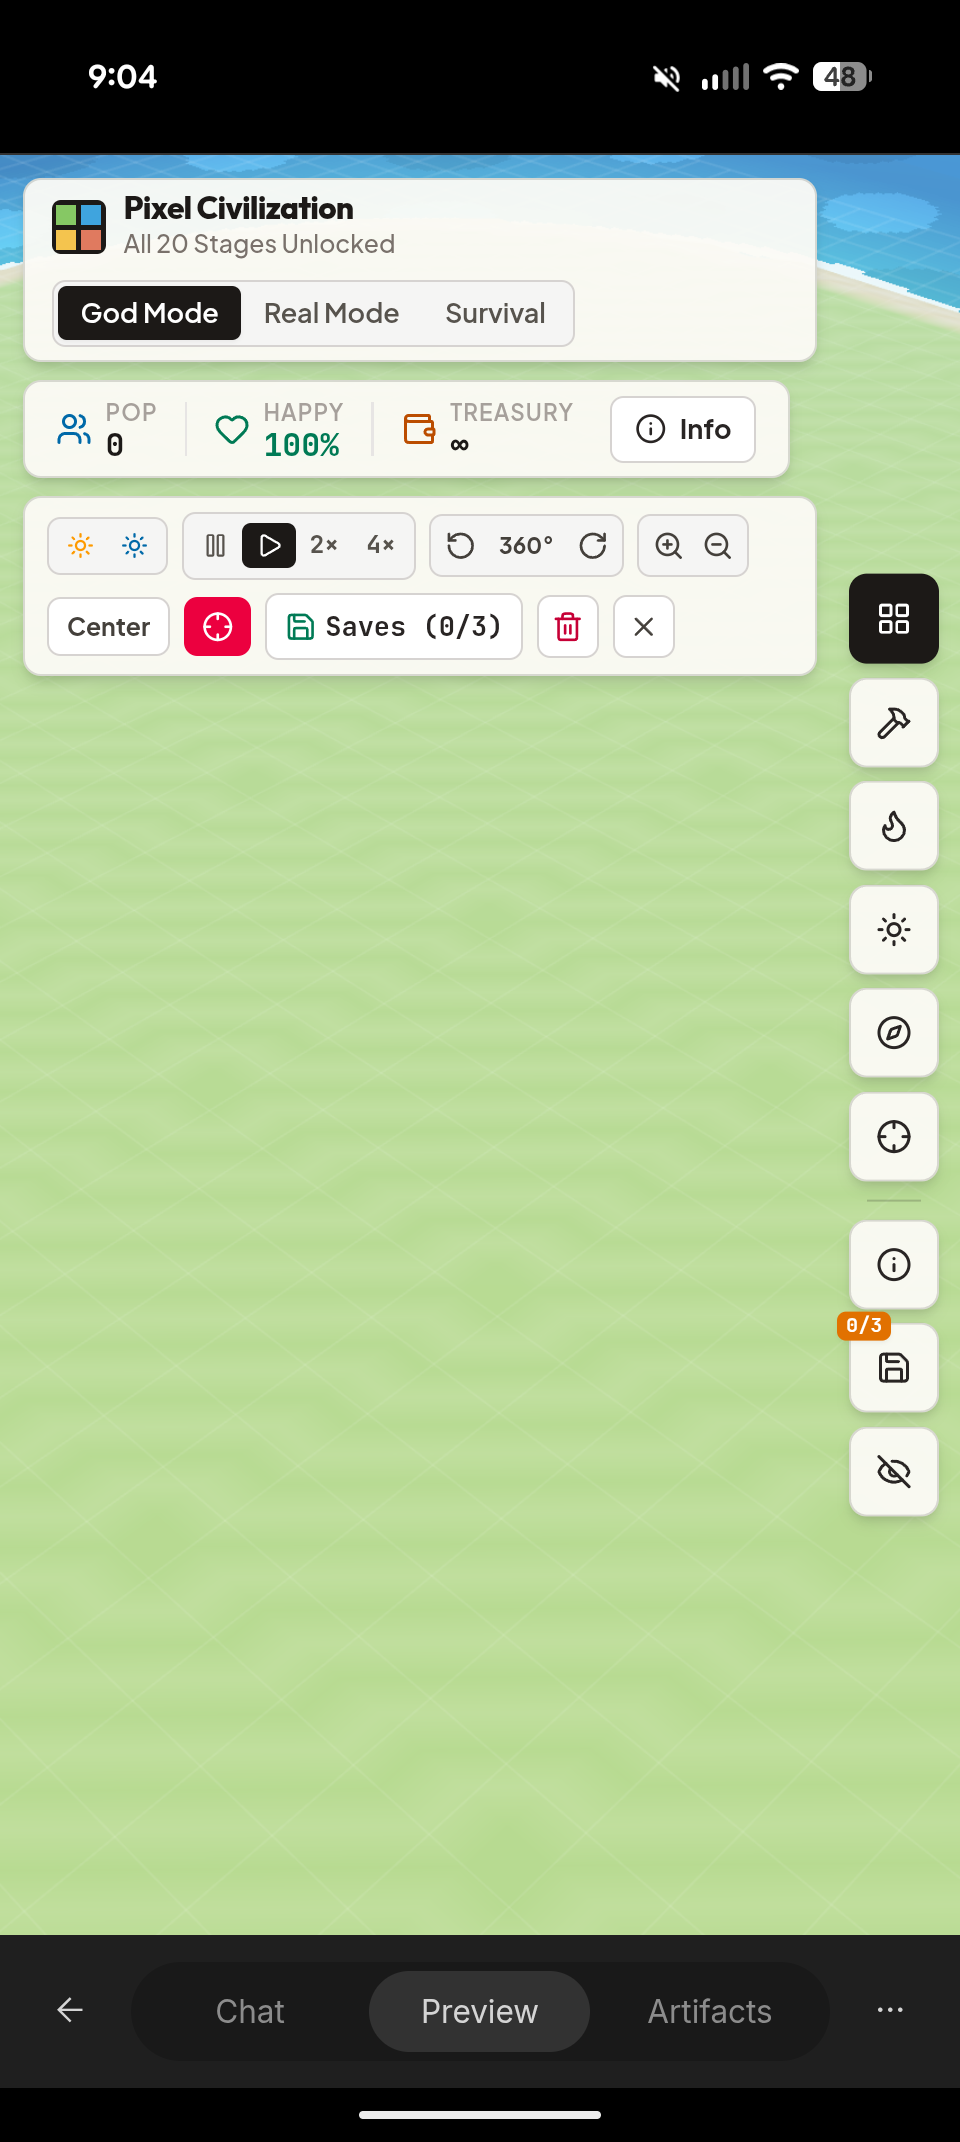 9:04
48
Pixel Civilization
All 20 Stages Unlocked
God Mode Real Mode Survival
POP HAPPY TREASURY
0 100% ∞
Info
2× 4× 360°
Center Saves (0/3)
0/3
Chat Preview Artifacts